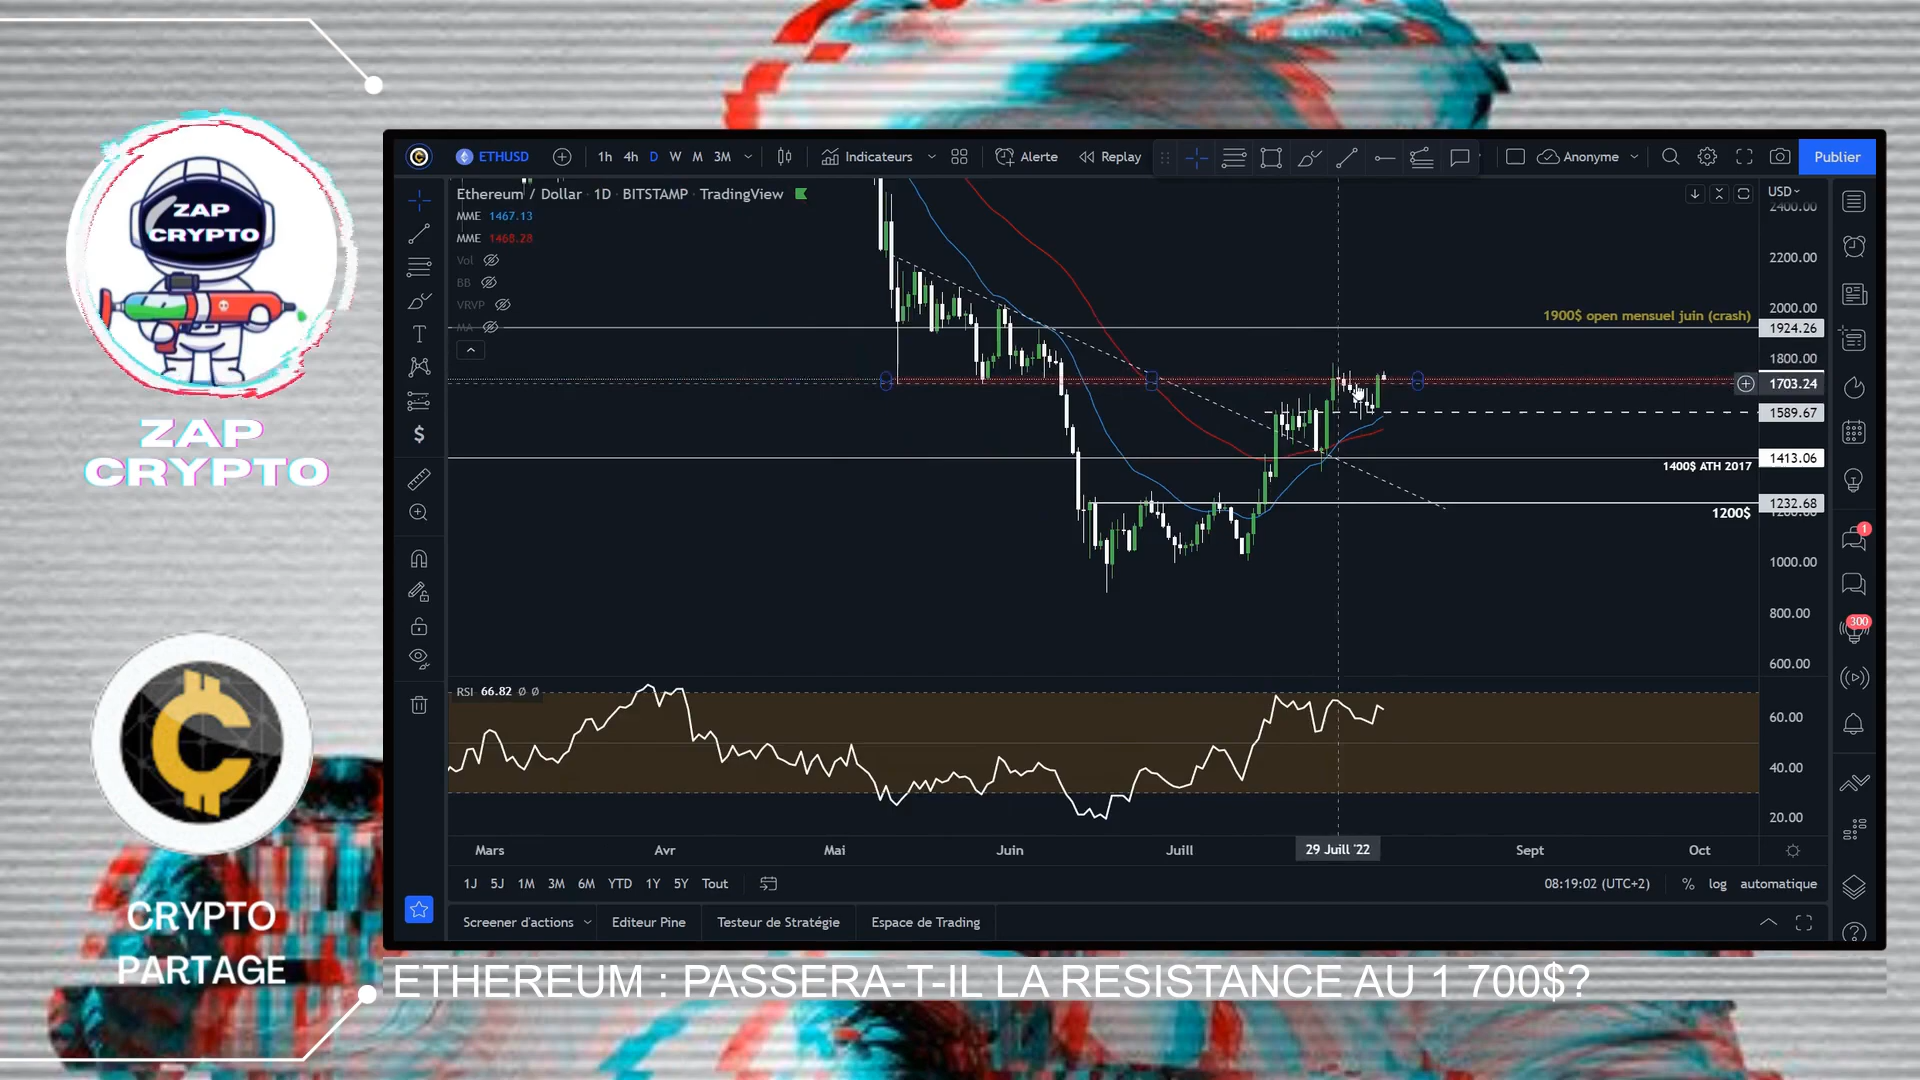 ZAP
CRYPTO
ZAP
CRYPTO
CRYPTO
PARTAGE
ETHUSD
1h 4h D W M 3M
Indicateurs
Alerte
Replay
Anonyme
Publier
Ethereum / Dollar · 1D · BITSTAMP · TradingView
MME 1467.13
MME 1468.28
Vol
BB
VRVP
MA
USD
2400.00
2200.00
2000.00
1900$ open mensuel juin (crash)
1924.26
1800.00
1703.24
1589.67
1413.06
1400$ ATH 2017
1232.68
1200$
1000.00
800.00
600.00
1
300
RSI 66.82 Ø Ø
60.00
40.00
20.00
Mars Avr Mai Juin Juill 29 Juill '22 Sept Oct
1J 5J 1M 3M 6M YTD 1Y 5Y Tout
08:19:02 (UTC+2) % log automatique
Screener d'actions Editeur Pine Testeur de Stratégie Espace de Trading
ETHEREUM : PASSERA-T-IL LA RESISTANCE AU 1 700$?